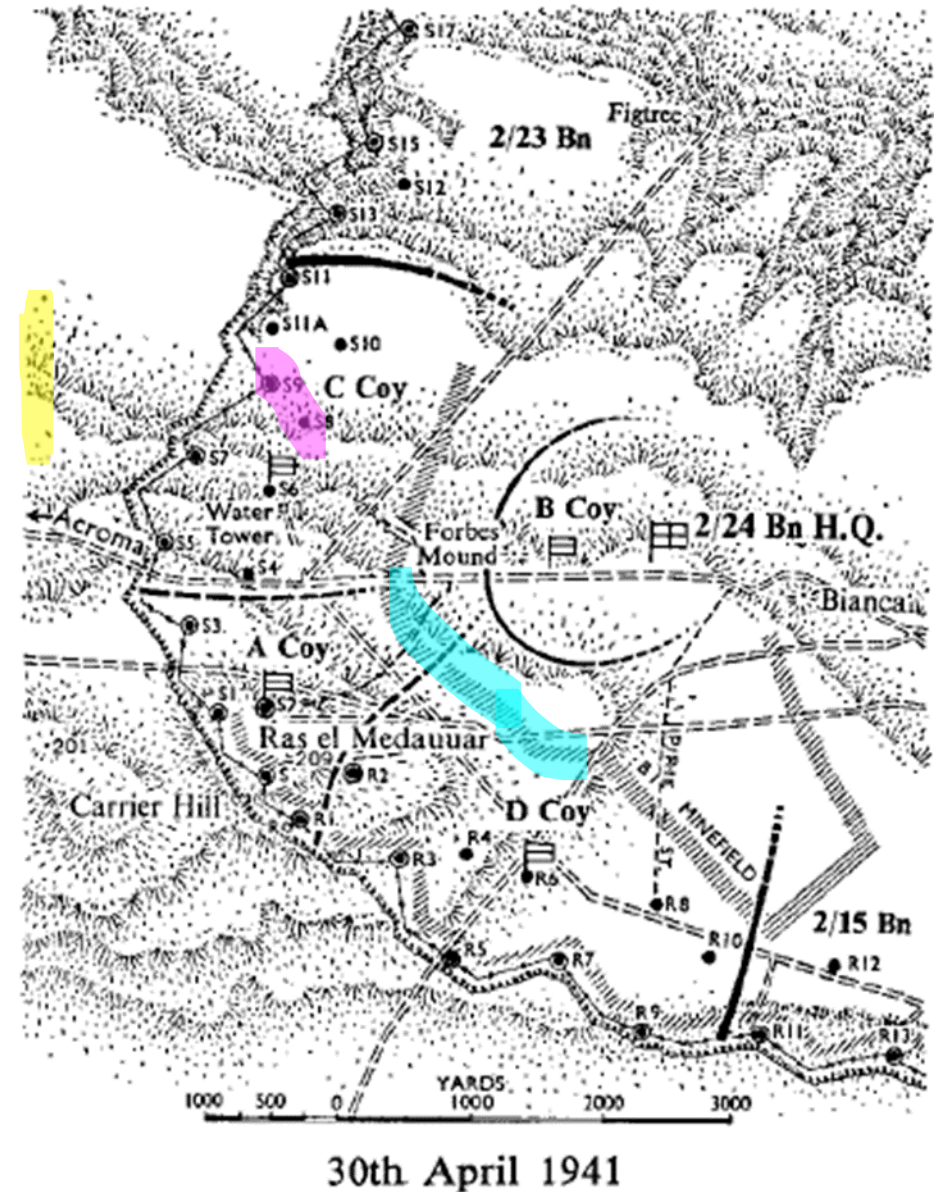 S17
Figtree
2/23 Bn
S15
S12
S13
S11
S11A
S10
S9
C Coy
S8
S7
S6
Water
Tower
B Coy
2/24 Bn H.Q.
Forbes
Mound
Acroma
S5
S4
Bianca
S3
A Coy
S1
S2
Ras el Medauuar
201
209
R2
Carrier Hill
R1
D Coy
R4
R3
R6
PIRIE ST.
B1 MINEFIELD
R8
2/15 Bn
R10
R12
R5
R7
R9
R11
R13
YARDS
1000 500 0 1000 2000 3000
30th April 1941